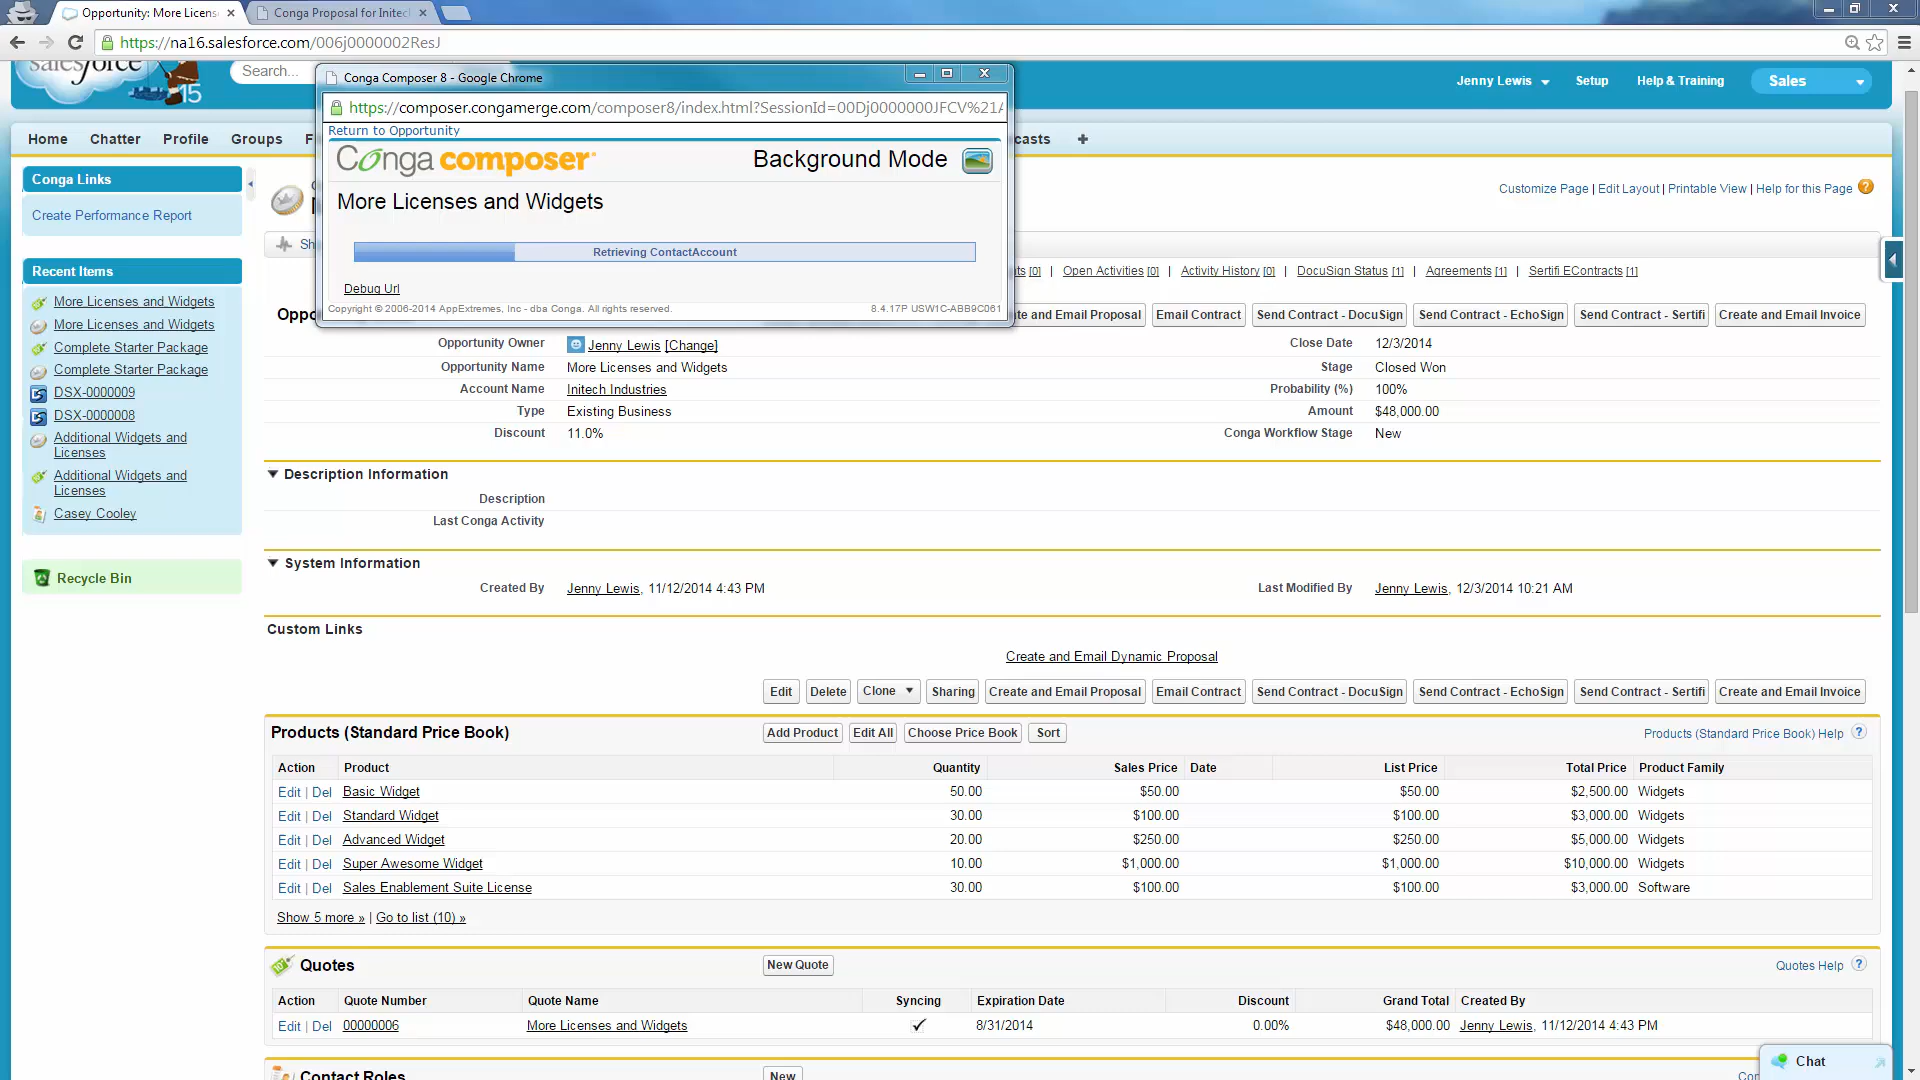 Opportunity: More Licens
Conga Proposal for Initec
https://na16.salesforce.com/006j0000002ResJ
salesforce
15
Search...
Jenny Lewis
Setup
Help & Training
Sales
Conga Composer 8 - Google Chrome
https://composer.congamerge.com/composer8/index.html?SessionId=00Dj0000000JFCV%21A
Return to Opportunity
Conga composer
Background Mode
More Licenses and Widgets
Retrieving ContactAccount
Debug Url
Copyright © 2006-2014 AppExtremes, Inc - dba Conga. All rights reserved.
8.4.17P USW1C-ABB9C061
Home
Chatter
Profile
Groups
F
casts
+
Customize Page | Edit Layout | Printable View | Help for this Page
Conga Links
Create Performance Report
Recent Items
More Licenses and Widgets
More Licenses and Widgets
Complete Starter Package
Complete Starter Package
DSX-0000009
DSX-0000008
Additional Widgets and
Licenses
Additional Widgets and
Licenses
Casey Cooley
Recycle Bin
Sh
ts [0] | Open Activities [0] | Activity History [0] | DocuSign Status [1] | Agreements [1] | Sertifi EContracts [1]
Oppo
te and Email Proposal
Email Contract
Send Contract - DocuSign
Send Contract - EchoSign
Send Contract - Sertifi
Create and Email Invoice
Opportunity Owner Jenny Lewis [Change] Close Date 12/3/2014
Opportunity Name More Licenses and Widgets Stage Closed Won
Account Name Initech Industries Probability (%) 100%
Type Existing Business Amount $48,000.00
Discount 11.0% Conga Workflow Stage New
Description Information
Description
Last Conga Activity
System Information
Created By Jenny Lewis, 11/12/2014 4:43 PM Last Modified By Jenny Lewis, 12/3/2014 10:21 AM
Custom Links
Create and Email Dynamic Proposal
Edit Delete Clone Sharing Create and Email Proposal Email Contract Send Contract - DocuSign Send Contract - EchoSign Send Contract - Sertifi Create and Email Invoice
Products (Standard Price Book) Add Product Edit All Choose Price Book Sort Products (Standard Price Book) Help ?
Action Product Quantity Sales Price Date List Price Total Price Product Family
Edit | Del Basic Widget 50.00 $50.00 $50.00 $2,500.00 Widgets
Edit | Del Standard Widget 30.00 $100.00 $100.00 $3,000.00 Widgets
Edit | Del Advanced Widget 20.00 $250.00 $250.00 $5,000.00 Widgets
Edit | Del Super Awesome Widget 10.00 $1,000.00 $1,000.00 $10,000.00 Widgets
Edit | Del Sales Enablement Suite License 30.00 $100.00 $100.00 $3,000.00 Software
Show 5 more » | Go to list (10) »
Quotes New Quote Quotes Help ?
Action Quote Number Quote Name Syncing Expiration Date Discount Grand Total Created By
Edit | Del 00000006 More Licenses and Widgets ✓ 8/31/2014 0.00% $48,000.00 Jenny Lewis, 11/12/2014 4:43 PM
Contact Roles New
Chat